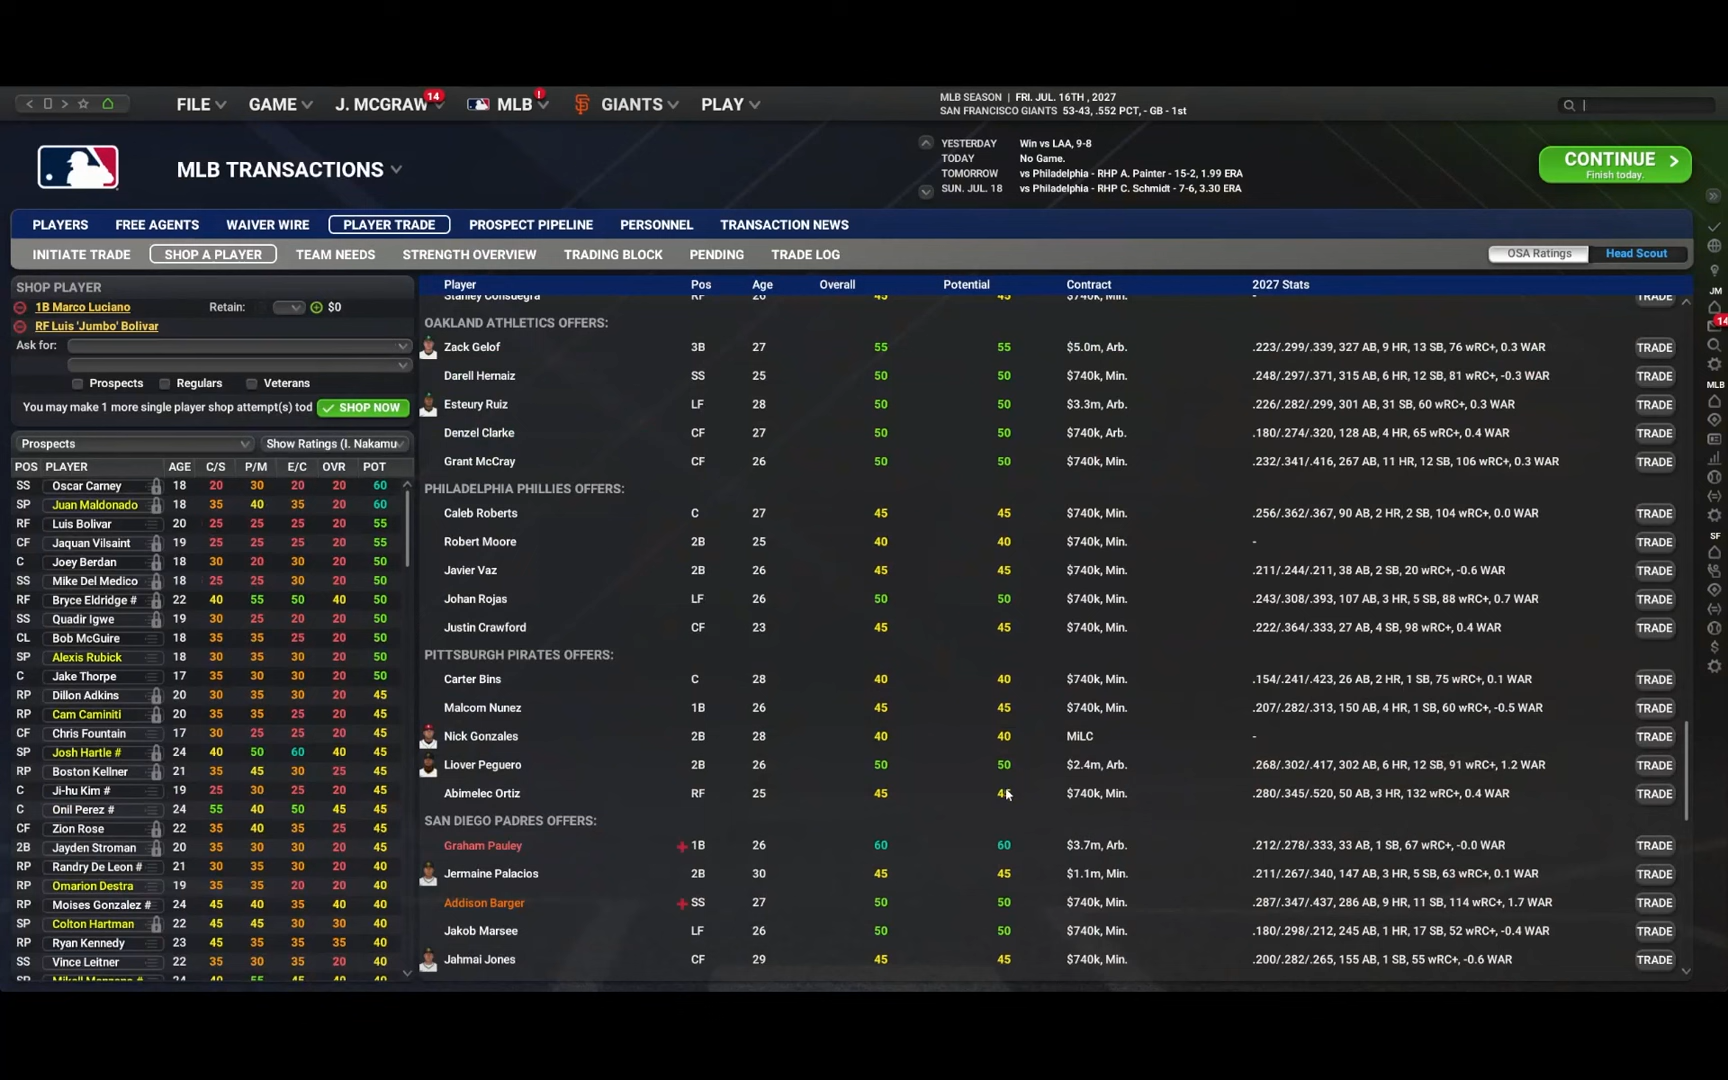 FILE GAME J. MCGRAW 14 MLB ! GIANTS PLAY
MLB SEASON | FRI. JUL. 16TH , 2027
SAN FRANCISCO GIANTS 53-43, .552 PCT, - GB - 1st
MLB TRANSACTIONS
YESTERDAY Win vs LAA, 9-8
TODAY No Game.
TOMORROW vs Philadelphia - RHP A. Painter - 15-2, 1.99 ERA
SUN. JUL. 18 vs Philadelphia - RHP C. Schmidt - 7-6, 3.30 ERA
CONTINUE
Finish today.
PLAYERS FREE AGENTS WAIVER WIRE PLAYER TRADE PROSPECT PIPELINE PERSONNEL TRANSACTION NEWS
INITIATE TRADE SHOP A PLAYER TEAM NEEDS STRENGTH OVERVIEW TRADING BLOCK PENDING TRADE LOG OSA Ratings Head Scout
SHOP PLAYER
1B Marco Luciano Retain: $0
RF Luis 'Jumbo' Bolivar
Ask for:
Prospects Regulars Veterans
You may make 1 more single player shop attempt(s) tod SHOP NOW
Prospects Show Ratings (I. Nakamu
POS PLAYER AGE C/S P/M E/C OVR POT
SS Oscar Carney 18 20 30 20 20 60
SP Juan Maldonado 18 35 40 35 20 60
RF Luis Bolivar 20 25 25 25 20 55
CF Jaquan Vilsaint 19 25 25 25 20 55
C Joey Berdan 18 30 20 30 20 50
SS Mike Del Medico 18 25 25 30 20 50
RF Bryce Eldridge # 22 40 55 50 40 50
SS Quadir Igwe 19 30 25 20 20 50
CL Bob McGuire 18 35 35 25 20 50
SP Alexis Rubick 18 30 35 30 20 50
C Jake Thorpe 17 35 30 30 20 50
RP Dillon Adkins 20 30 35 30 20 45
RP Cam Caminiti 20 35 35 25 20 45
CF Chris Fountain 17 30 25 25 20 45
SP Josh Hartle # 24 40 50 60 40 45
RP Boston Kellner 21 35 45 30 25 45
C Ji-hu Kim # 19 25 30 25 20 45
C Onil Perez # 24 55 40 50 45 45
CF Zion Rose 22 35 40 35 25 45
2B Jayden Stroman 20 35 30 30 20 45
RP Randry De Leon # 21 30 35 30 20 40
RP Omarion Destra 19 35 35 20 20 40
RP Moises Gonzalez # 24 45 40 35 40 40
SP Colton Hartman 22 45 45 30 30 40
RP Ryan Kennedy 23 45 35 35 35 40
SS Vince Leitner 22 35 30 35 20 40
Player Pos Age Overall Potential Contract 2027 Stats
Stanley Consuegra RF 26 45 45 $740k, Min. - TRADE
OAKLAND ATHLETICS OFFERS:
Zack Gelof 3B 27 55 55 $5.0m, Arb. .223/.299/.339, 327 AB, 9 HR, 13 SB, 76 wRC+, 0.3 WAR TRADE
Darell Hernaiz SS 25 50 50 $740k, Min. .248/.297/.371, 315 AB, 6 HR, 12 SB, 81 wRC+, -0.3 WAR TRADE
Esteury Ruiz LF 28 50 50 $3.3m, Arb. .226/.282/.299, 301 AB, 31 SB, 60 wRC+, 0.3 WAR TRADE
Denzel Clarke CF 27 50 50 $740k, Arb. .180/.274/.320, 128 AB, 4 HR, 65 wRC+, 0.4 WAR TRADE
Grant McCray CF 26 50 50 $740k, Min. .232/.341/.416, 267 AB, 11 HR, 12 SB, 106 wRC+, 0.3 WAR TRADE
PHILADELPHIA PHILLIES OFFERS:
Caleb Roberts C 27 45 45 $740k, Min. .256/.362/.367, 90 AB, 2 HR, 2 SB, 104 wRC+, 0.0 WAR TRADE
Robert Moore 2B 25 40 40 $740k, Min. - TRADE
Javier Vaz 2B 26 45 45 $740k, Min. .211/.244/.211, 38 AB, 2 SB, 20 wRC+, -0.6 WAR TRADE
Johan Rojas LF 26 50 50 $740k, Min. .243/.308/.393, 107 AB, 3 HR, 5 SB, 88 wRC+, 0.7 WAR TRADE
Justin Crawford CF 23 45 45 $740k, Min. .222/.364/.333, 27 AB, 4 SB, 98 wRC+, 0.4 WAR TRADE
PITTSBURGH PIRATES OFFERS:
Carter Bins C 28 40 40 $740k, Min. .154/.241/.423, 26 AB, 2 HR, 1 SB, 75 wRC+, 0.1 WAR TRADE
Malcom Nunez 1B 26 45 45 $740k, Min. .207/.282/.313, 150 AB, 4 HR, 1 SB, 60 wRC+, -0.5 WAR TRADE
Nick Gonzales 2B 28 40 40 MiLC - TRADE
Liover Peguero 2B 26 50 50 $2.4m, Arb. .268/.302/.417, 302 AB, 6 HR, 12 SB, 91 wRC+, 1.2 WAR TRADE
Abimelec Ortiz RF 25 45 45 $740k, Min. .280/.345/.520, 50 AB, 3 HR, 132 wRC+, 0.4 WAR TRADE
SAN DIEGO PADRES OFFERS:
Graham Pauley 1B 26 60 60 $3.7m, Arb. .212/.278/.333, 33 AB, 1 SB, 67 wRC+, -0.0 WAR TRADE
Jermaine Palacios 2B 30 45 45 $1.1m, Arb. .211/.267/.340, 147 AB, 3 HR, 5 SB, 63 wRC+, 0.1 WAR TRADE
Addison Barger SS 27 50 50 $740k, Min. .287/.347/.437, 286 AB, 9 HR, 11 SB, 114 wRC+, 1.7 WAR TRADE
Jakob Marsee LF 26 50 50 $740k, Min. .180/.298/.212, 245 AB, 1 HR, 17 SB, 52 wRC+, -0.4 WAR TRADE
Jahmai Jones CF 29 45 45 $740k, Min. .200/.282/.265, 155 AB, 1 SB, 55 wRC+, -0.6 WAR TRADE
JM
14
MLB
SF